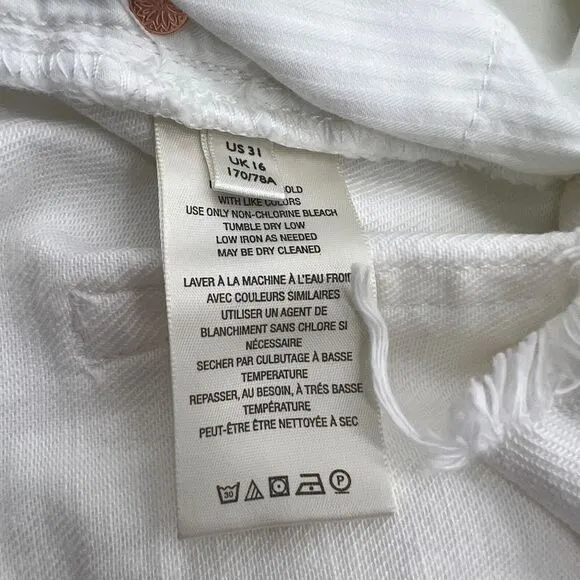 US 31
UK 16
170/78A
OLD
WITH LIKE COLORS
USE ONLY NON-CHLORINE BLEACH
TUMBLE DRY LOW
LOW IRON AS NEEDED
MAY BE DRY CLEANED
LAVER À LA MACHINE À L'EAU FROI
AVEC COULEURS SIMILAIRES
UTILISER UN AGENT DE
BLANCHIMENT SANS CHLORE SI
NÉCESSAIRE
SECHER PAR CULBUTAGE À BASSE
TEMPERATURE
REPASSER, AU BESOIN, À TRÉS BASSE
TEMPÉRATURE
PEUT-ÊTRE ÊTRE NETTOYÉE À SEC
30 P